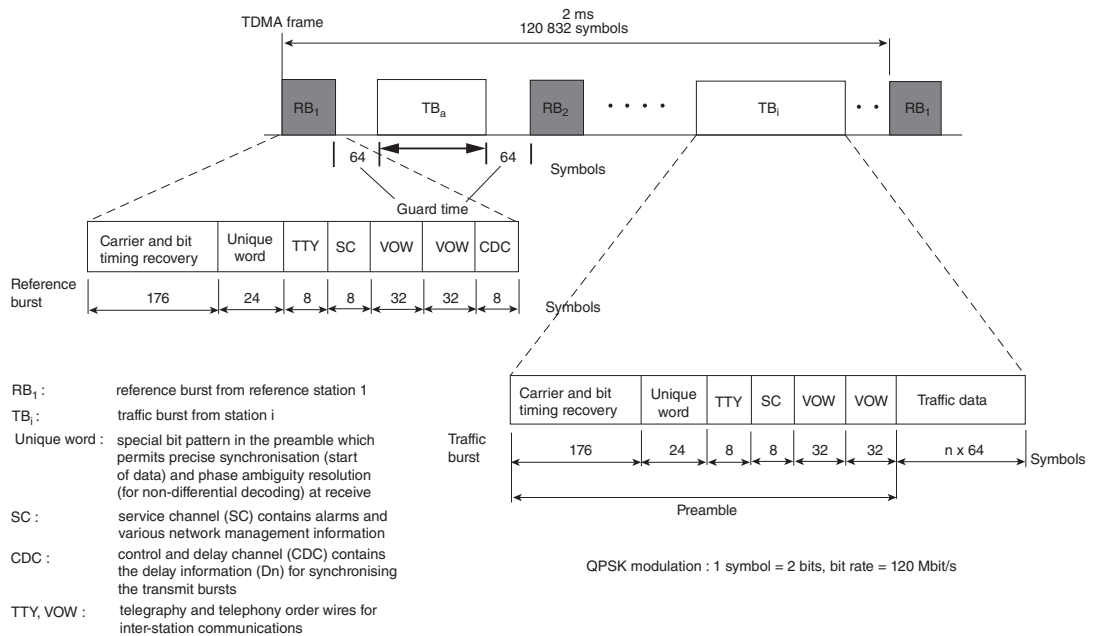 TDMA frame
2 ms
120 832 symbols
RB1
TBa
RB2
TBi
RB1
64
64
Symbols
Guard time
Carrier and bit
timing recovery
Unique
word
TTY
SC
VOW
VOW
CDC
Reference
burst
176
24
8
8
32
32
8
Symbols
RB1 : reference burst from reference station 1
TBi : traffic burst from station i
Unique word : special bit pattern in the preamble which
permits precise synchronisation (start
of data) and phase ambiguity resolution
(for non-differential decoding) at receive
SC : service channel (SC) contains alarms and
various network management information
CDC : control and delay channel (CDC) contains
the delay information (Dn) for synchronising
the transmit bursts
TTY, VOW : telegraphy and telephony order wires for
inter-station communications
Carrier and bit
timing recovery
Unique
word
TTY
SC
VOW
VOW
Traffic data
Traffic
burst
176
24
8
8
32
32
n x 64
Symbols
Preamble
QPSK modulation : 1 symbol = 2 bits, bit rate = 120 Mbit/s